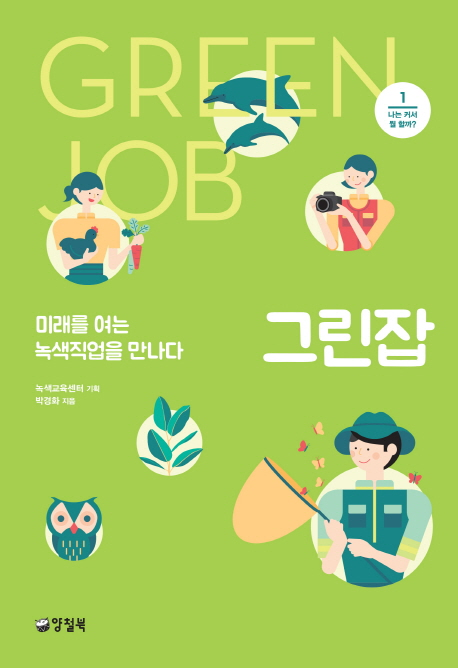 GREEN
JOB
1
나는 커서
뭘 할까?
미래를 여는
녹색직업을 만나다
그린잡
녹색교육센터 기획
박경화 지음
양철북